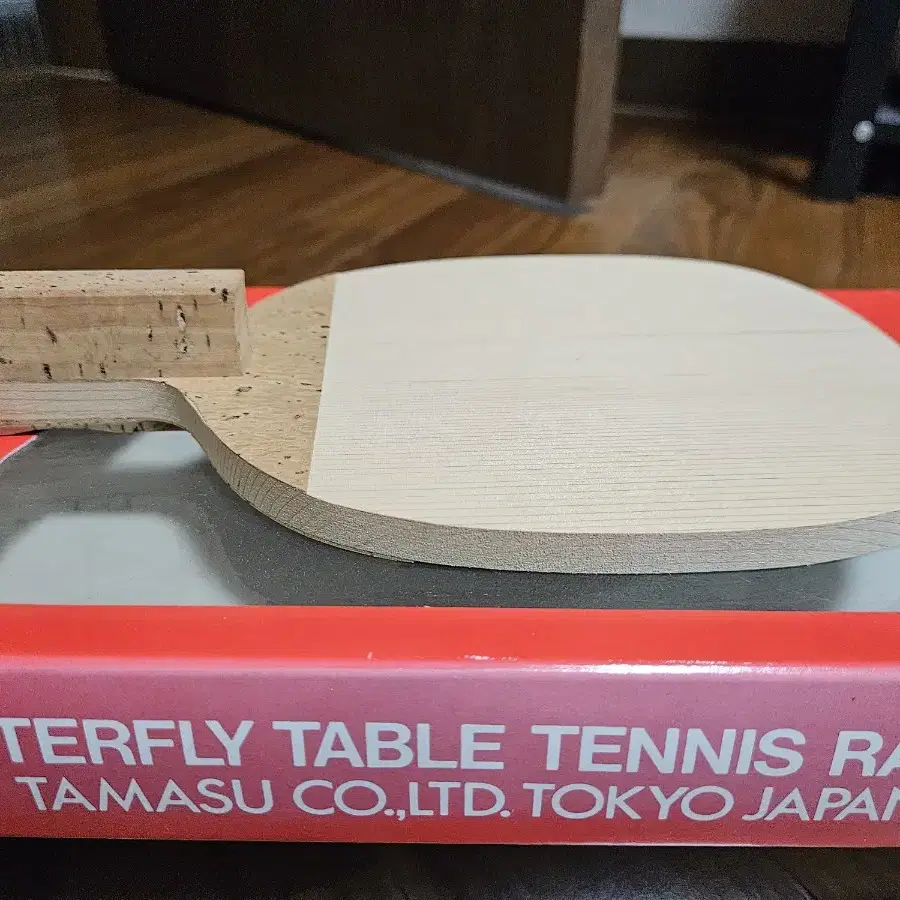 TERFLY TABLE TENNIS RA
TAMASU CO.,LTD. TOKYO JAPAN